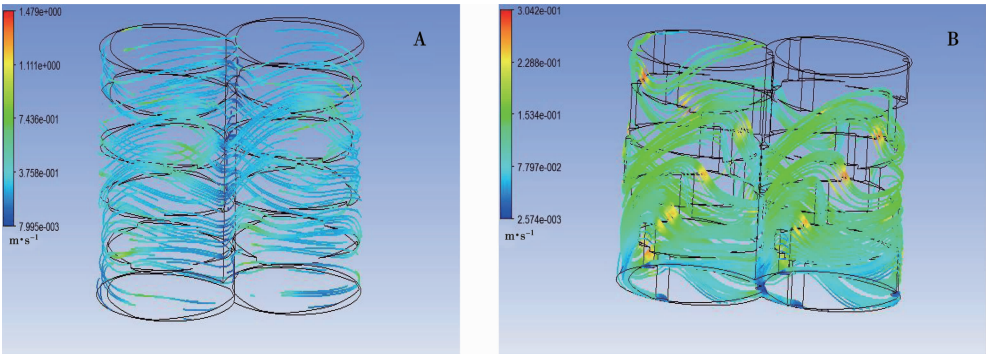 1.479e+000
1.111e+000
7.436e-001
3.758e-001
7.995e-003
m•s⁻¹
A
3.042e-001
2.288e-001
1.534e-001
7.797e-002
2.574e-003
m•s⁻¹
B